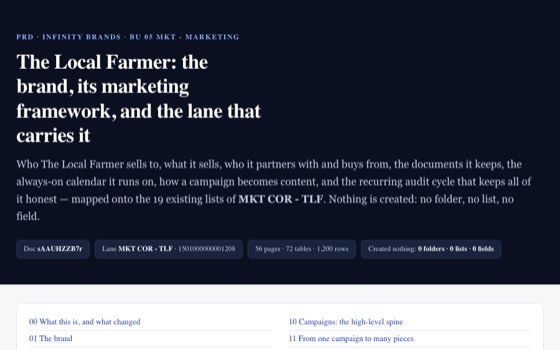 PRD · INFINITY BRANDS · BU 05 MKT - MARKETING
The Local Farmer: the
brand, its marketing
framework, and the lane that
carries it
Who The Local Farmer sells to, what it sells, who it partners with and buys from, the documents it keeps, the
always-on calendar it runs on, how a campaign becomes content, and the recurring audit cycle that keeps all of
it honest — mapped onto the 19 existing lists of MKT COR - TLF. Nothing is created: no folder, no list, no
field.
Doc sAAUHZZB7r
Lane MKT COR - TLF · 1501000000001208
56 pages · 72 tables · 1,200 rows
Created nothing: 0 folders · 0 lists · 0 fields
00 What this is, and what changed
10 Campaigns: the high-level spine
01 The brand
11 From one campaign to many pieces